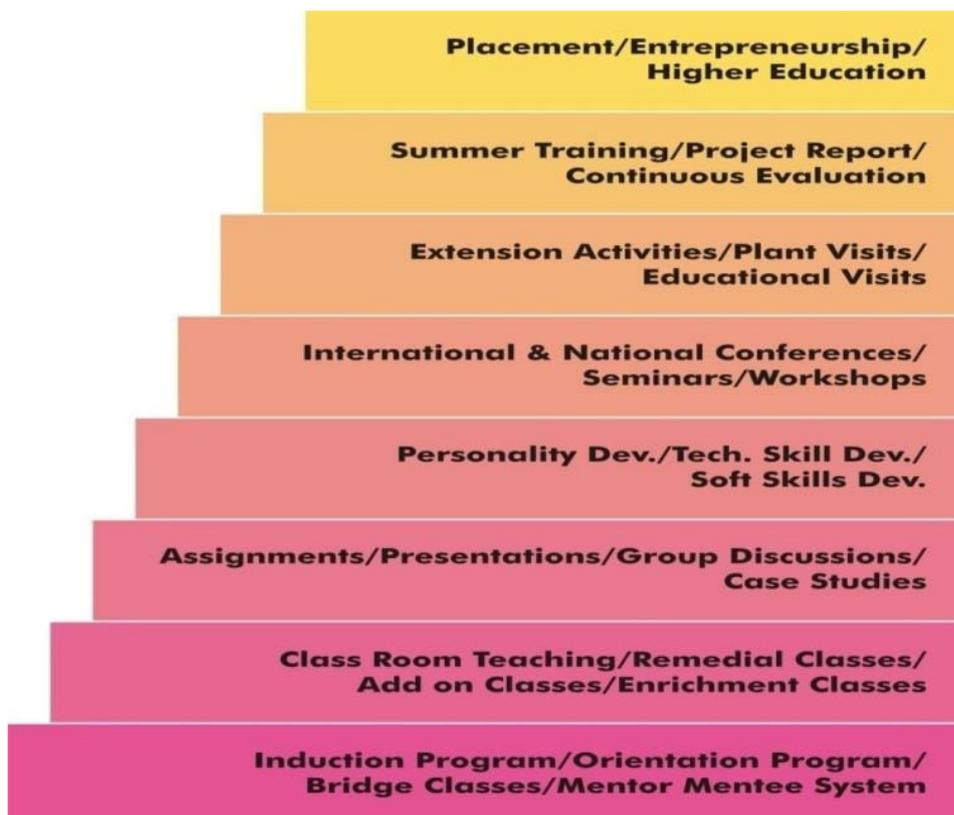 Placement/Entrepreneurship/
Higher Education
Summer Training/Project Report/
Continuous Evaluation
Extension Activities/Plant Visits/
Educational Visits
International & National Conferences/
Seminars/Workshops
Personality Dev./Tech. Skill Dev./
Soft Skills Dev.
Assignments/Presentations/Group Discussions/
Case Studies
Class Room Teaching/Remedial Classes/
Add on Classes/Enrichment Classes
Induction Program/Orientation Program/
Bridge Classes/Mentor Mentee System